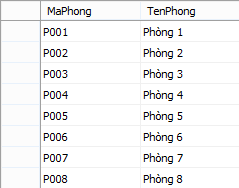 MaPhong TenPhong
P001 Phòng 1
P002 Phòng 2
P003 Phòng 3
P004 Phòng 4
P005 Phòng 5
P006 Phòng 6
P007 Phòng 7
P008 Phòng 8